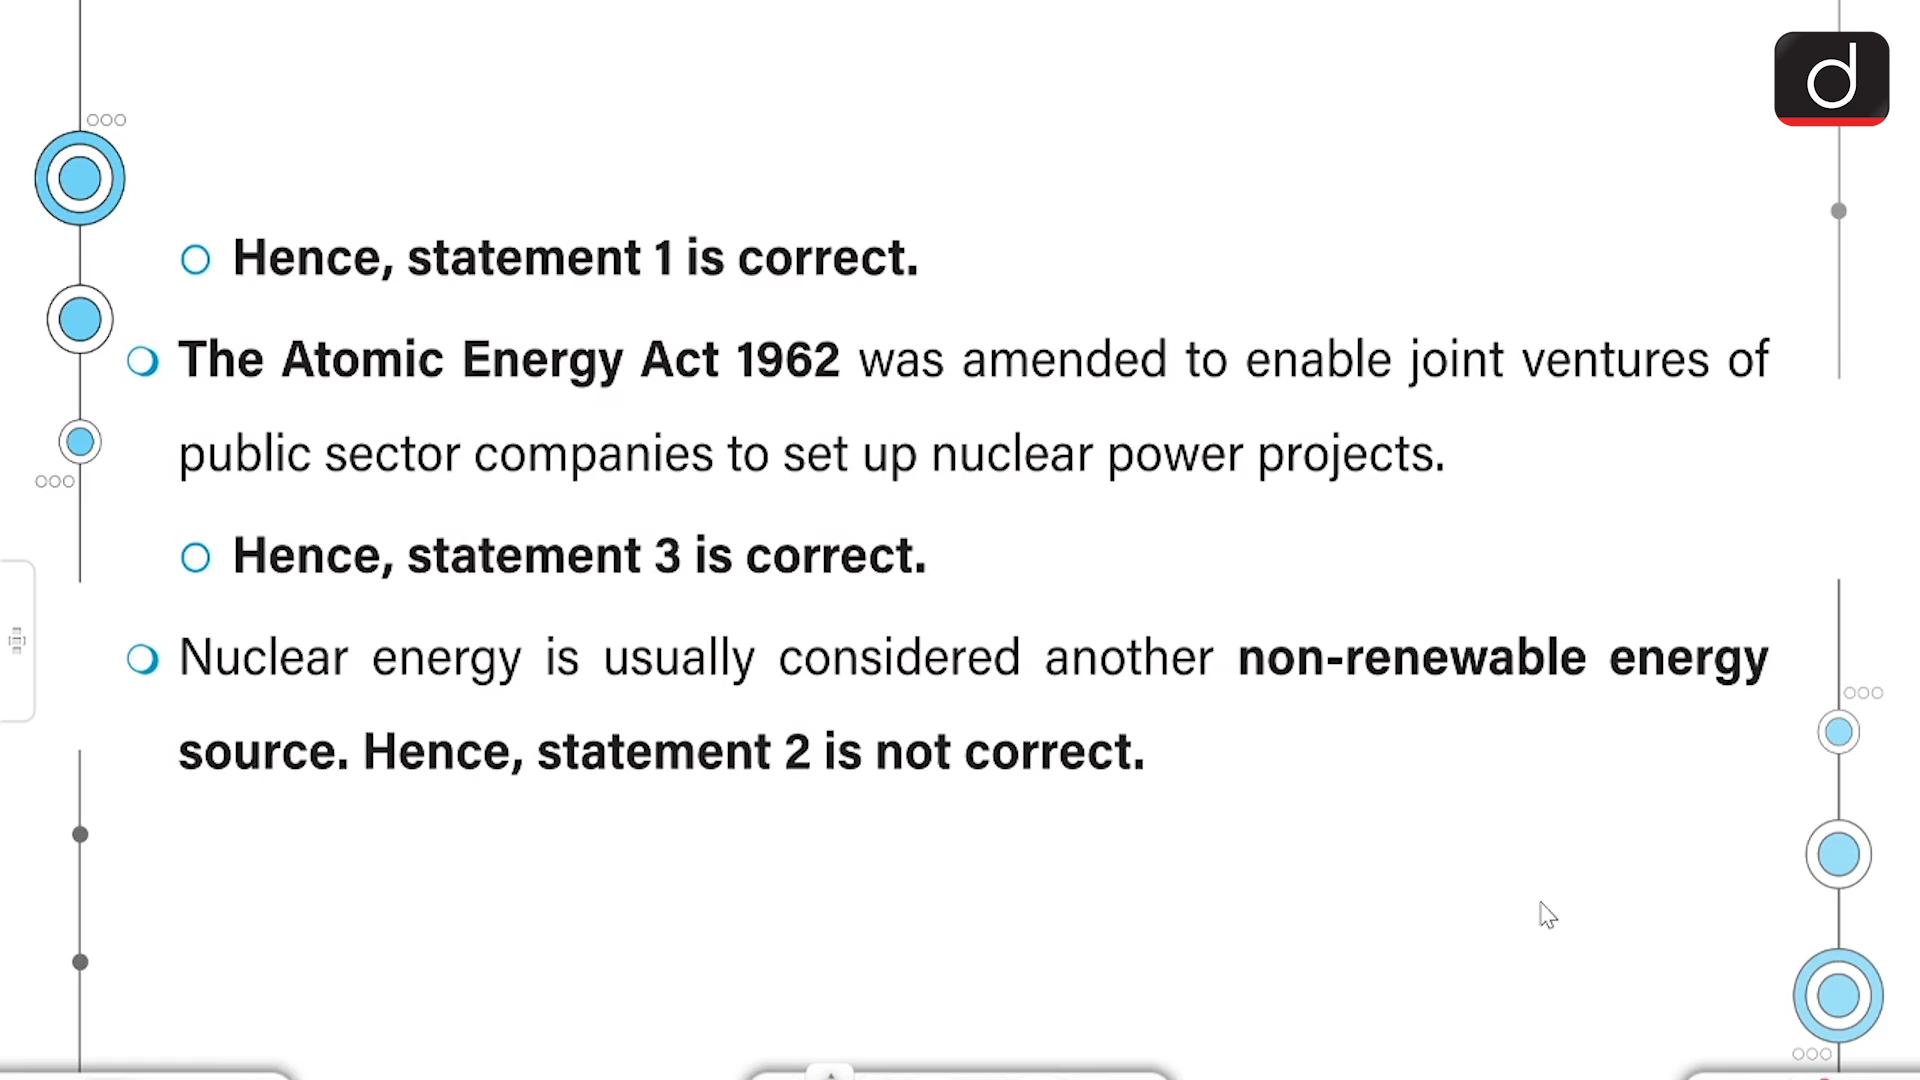 d
Hence, statement 1 is correct.
The Atomic Energy Act 1962 was amended to enable joint ventures of
public sector companies to set up nuclear power projects.
Hence, statement 3 is correct.
Nuclear energy is usually considered another non-renewable energy
source. Hence, statement 2 is not correct.